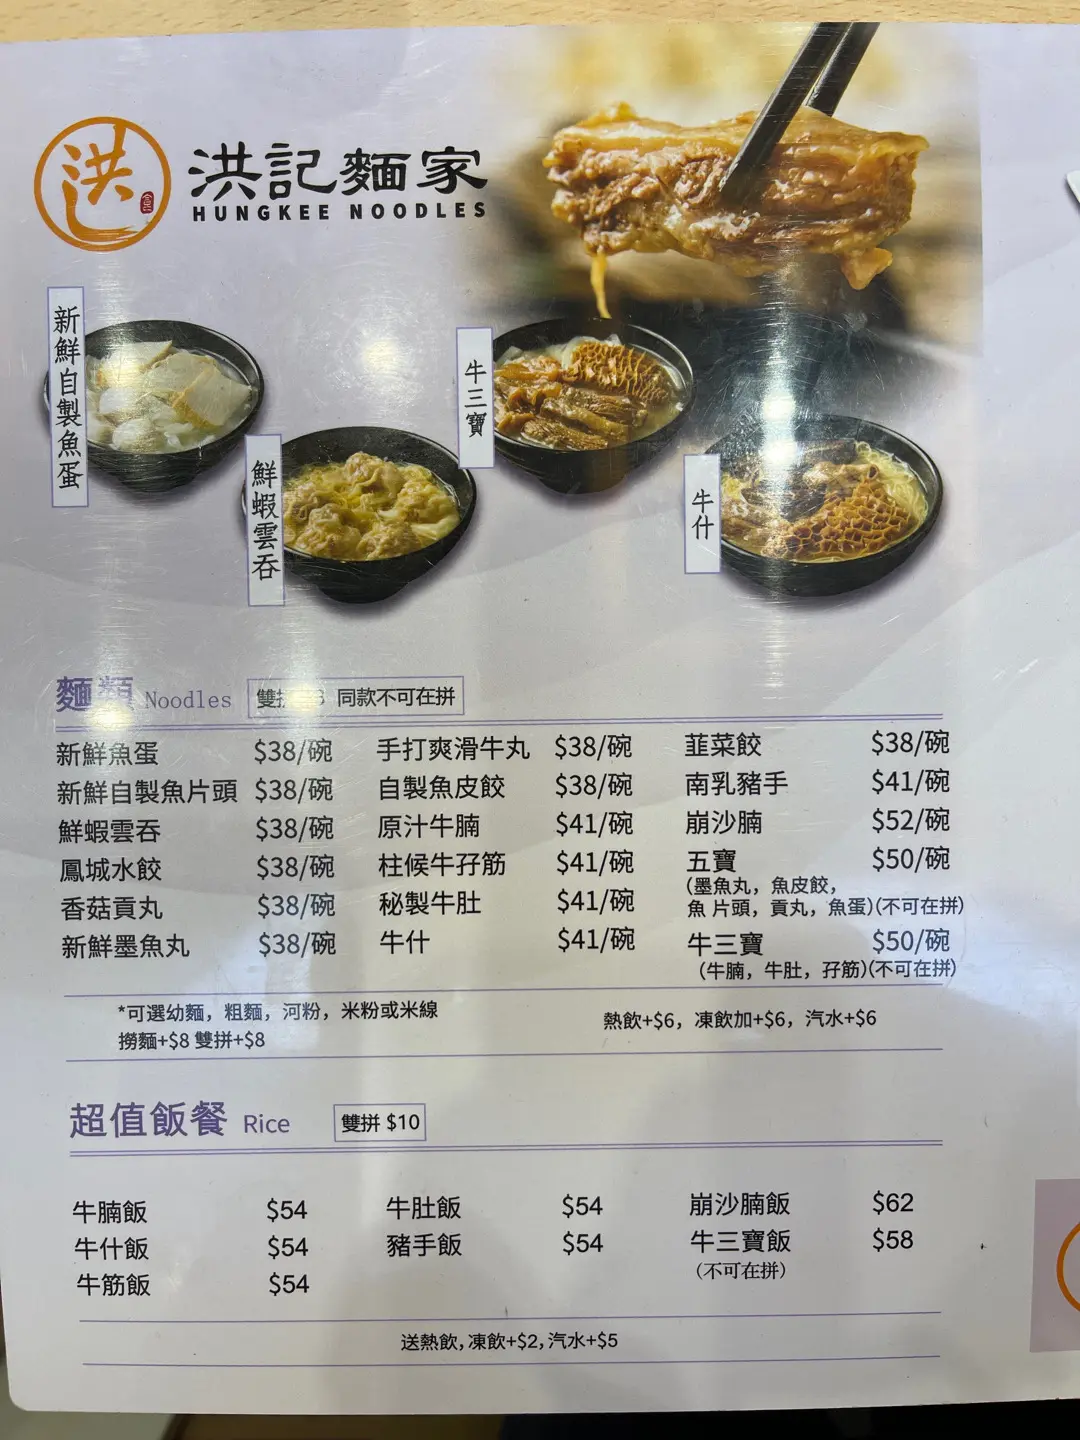 洪
洪記麵家
HUNGKEE NOODLES
新鮮自製魚蛋
鮮蝦雲吞
牛三寶
牛什
麵類 Noodles 雙拼 同款不可在拼
新鮮魚蛋 $38/碗 手打爽滑牛丸 $38/碗 韮菜餃 $38/碗
新鮮自製魚片頭 $38/碗 自製魚皮餃 $38/碗 南乳豬手 $41/碗
鮮蝦雲吞 $38/碗 原汁牛腩 $41/碗 崩沙腩 $52/碗
鳳城水餃 $38/碗 柱候牛孖筋 $41/碗 五寶 $50/碗
(墨魚丸，魚皮餃，
香菇貢丸 $38/碗 秘製牛肚 $41/碗 魚 片頭，貢丸，魚蛋)(不可在拼)
新鮮墨魚丸 $38/碗 牛什 $41/碗 牛三寶 $50/碗
(牛腩，牛肚，孖筋)(不可在拼)
*可選幼麵，粗麵，河粉，米粉或米線
撈麵+$8 雙拼+$8
熱飲+$6，凍飲加+$6，汽水+$6
超值飯餐 Rice 雙拼 $10
牛腩飯 $54 牛肚飯 $54 崩沙腩飯 $62
牛什飯 $54 豬手飯 $54 牛三寶飯 $58
牛筋飯 $54 (不可在拼)
送熱飲，凍飲+$2，汽水+$5